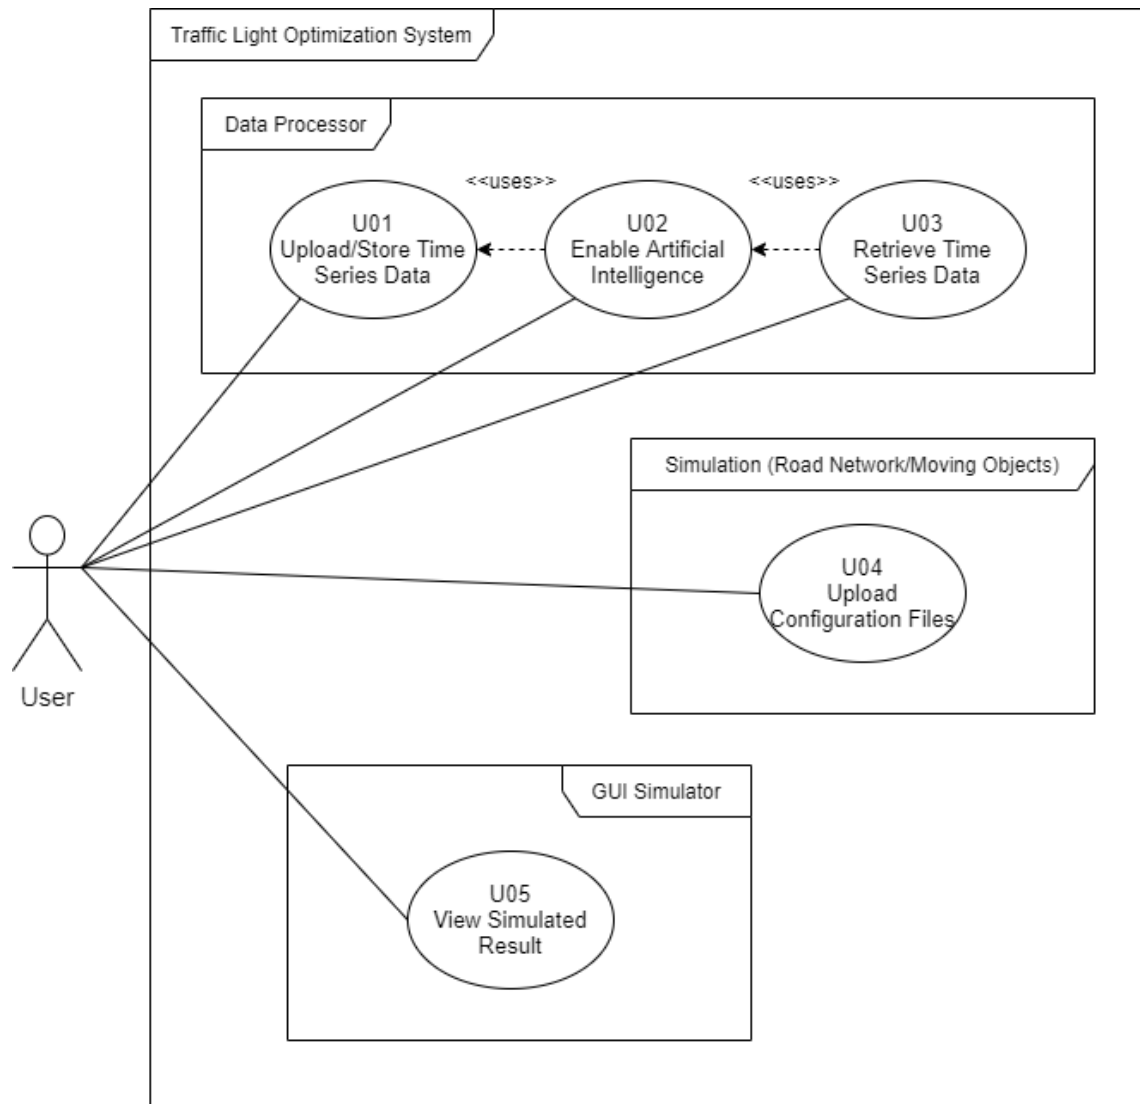 Traffic Light Optimization System
Data Processor
<<uses>>
<<uses>>
U01
Upload/Store Time
Series Data
U02
Enable Artificial
Intelligence
U03
Retrieve Time
Series Data
Simulation (Road Network/Moving Objects)
U04
Upload
Configuration Files
User
GUI Simulator
U05
View Simulated
Result